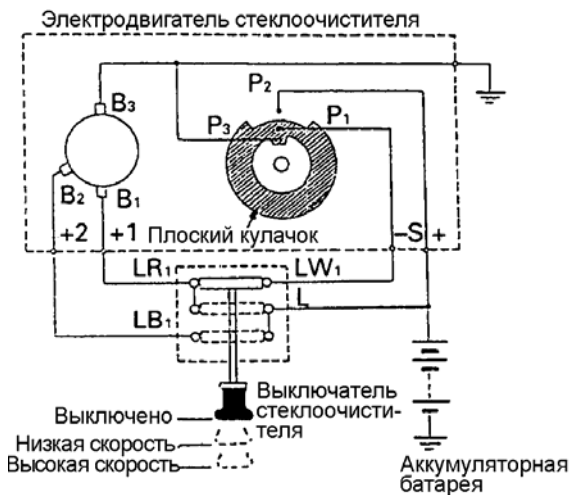 Электродвигатель стеклоочистителя
P₂
B₃
P₃
P₁
B₂
B₁
Плоский кулачок
+2
+1
–S
+
LR₁
LW₁
L
LB₁
Выключатель
стеклоочисти-
теля
Выключено
Низкая скорость
Высокая скорость
Аккумуляторная
батарея